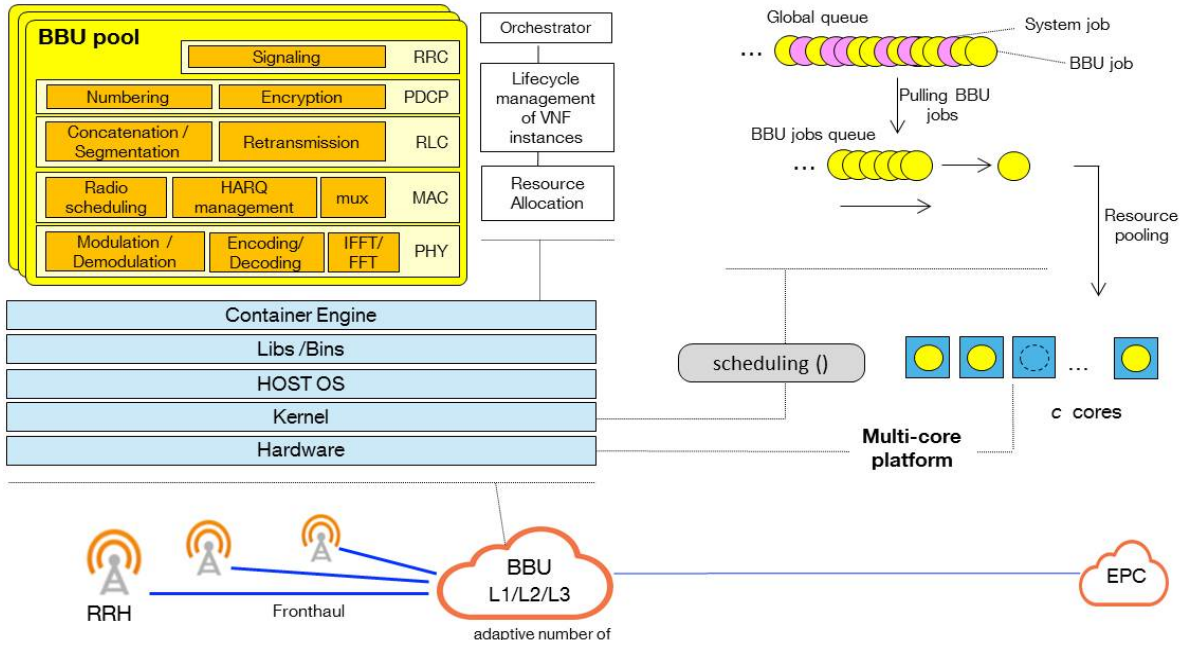 BBU pool
Signaling
RRC
Numbering
Encryption
PDCP
Concatenation /
Segmentation
Retransmission
RLC
Radio
scheduling
HARQ
management
mux
MAC
Modulation /
Demodulation
Encoding/
Decoding
IFFT/
FFT
PHY
Orchestrator
Lifecycle
management
of VNF
instances
Resource
Allocation
Container Engine
Libs /Bins
HOST OS
Kernel
Hardware
Global queue
System job
...
BBU job
Pulling BBU
jobs
BBU jobs queue
...
Resource
pooling
scheduling ()
...
c cores
Multi-core
platform
RRH
Fronthaul
BBU
L1/L2/L3
adaptive number of
EPC